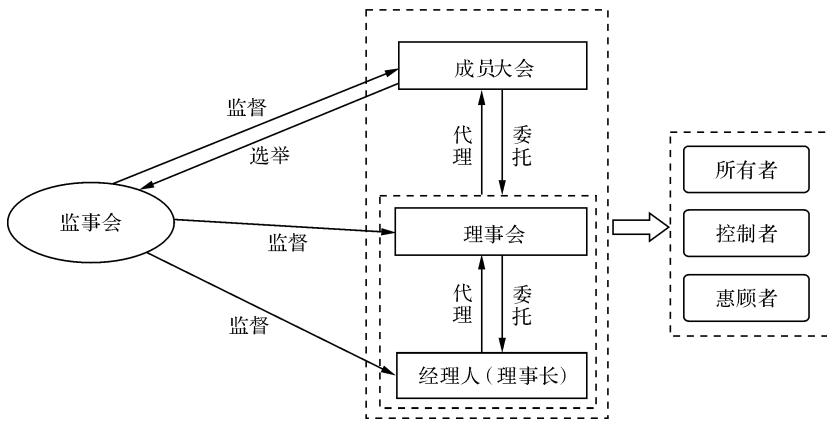 成员大会
监督
选举
代理
委托
监事会
监督
理事会
代理
委托
监督
经理人(理事长)
所有者
控制者
惠顾者